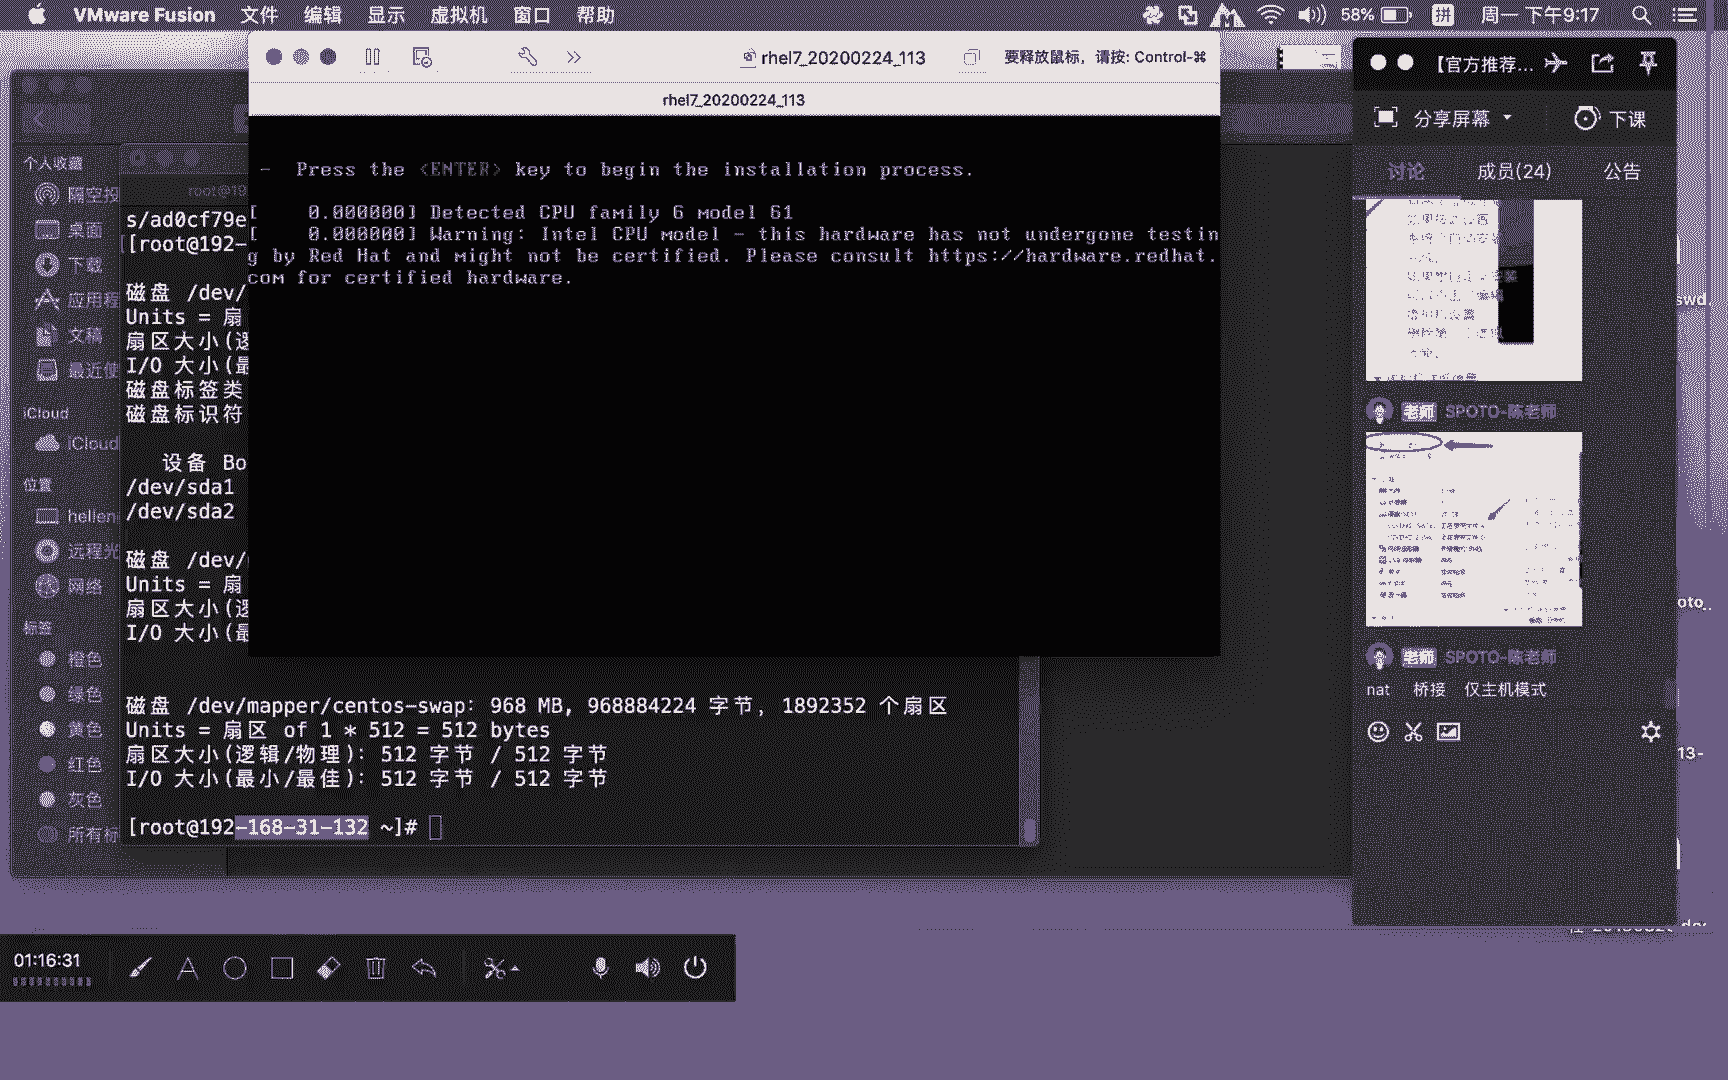 VMware Fusion 文件 编辑 显示 虚拟机 窗口 帮助 58% 拼 周一 下午9:17
rhel7_20200224_113 要释放鼠标，请按: Control-⌘
rhel7_20200224_113
- Press the <ENTER> key to begin the installation process.
[    0.000000] Detected CPU family 6 model 61
[    0.000000] Warning: Intel CPU model - this hardware has not undergone testin
g by Red Hat and might not be certified. Please consult https://hardware.redhat.
com for certified hardware.
个人收藏
隔空投
桌面
下载
应用程
文稿
最近使
iCloud
iCloud
位置
hellen
远程光
网络
标签
橙色
绿色
黄色
红色
灰色
所有标
root@19
s/ad0cf79e
[root@192-
磁盘 /dev/
Units = 扇
扇区大小(逻
I/O 大小(最
磁盘标签类
磁盘标识符
设备 Bo
/dev/sda1
/dev/sda2
磁盘 /dev/
Units = 扇
扇区大小(逻
I/O 大小(最
磁盘 /dev/mapper/centos-swap：968 MB, 968884224 字节，1892352 个扇区
Units = 扇区 of 1 * 512 = 512 bytes
扇区大小(逻辑/物理)：512 字节 / 512 字节
I/O 大小(最小/最佳)：512 字节 / 512 字节
[root@192-168-31-132 ~]#
【官方推荐...
分享屏幕 下课
讨论 成员(24) 公告
老师 SPOTO-陈老师
老师 SPOTO-陈老师
nat 桥接 仅主机模式
swd.
oto..
13-
01:16:31